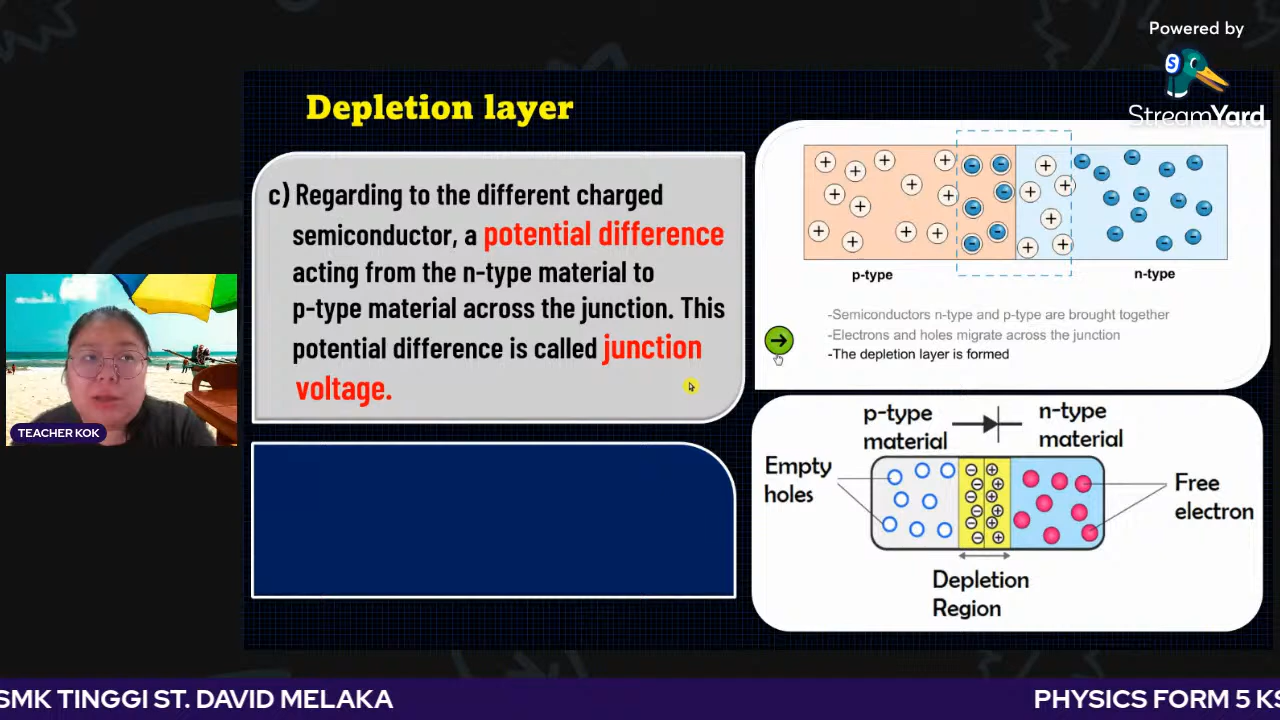 Powered by
StreamYard
Depletion layer
c) Regarding to the different charged
semiconductor, a potential difference
acting from the n-type material to
p-type material across the junction. This
potential difference is called junction
voltage.
p-type
n-type
-Semiconductors n-type and p-type are brought together
-Electrons and holes migrate across the junction
-The depletion layer is formed
p-type
material
n-type
material
Empty
holes
Free
electron
Depletion
Region
TEACHER KOK
SMK TINGGI ST. DAVID MELAKA
PHYSICS FORM 5 KS